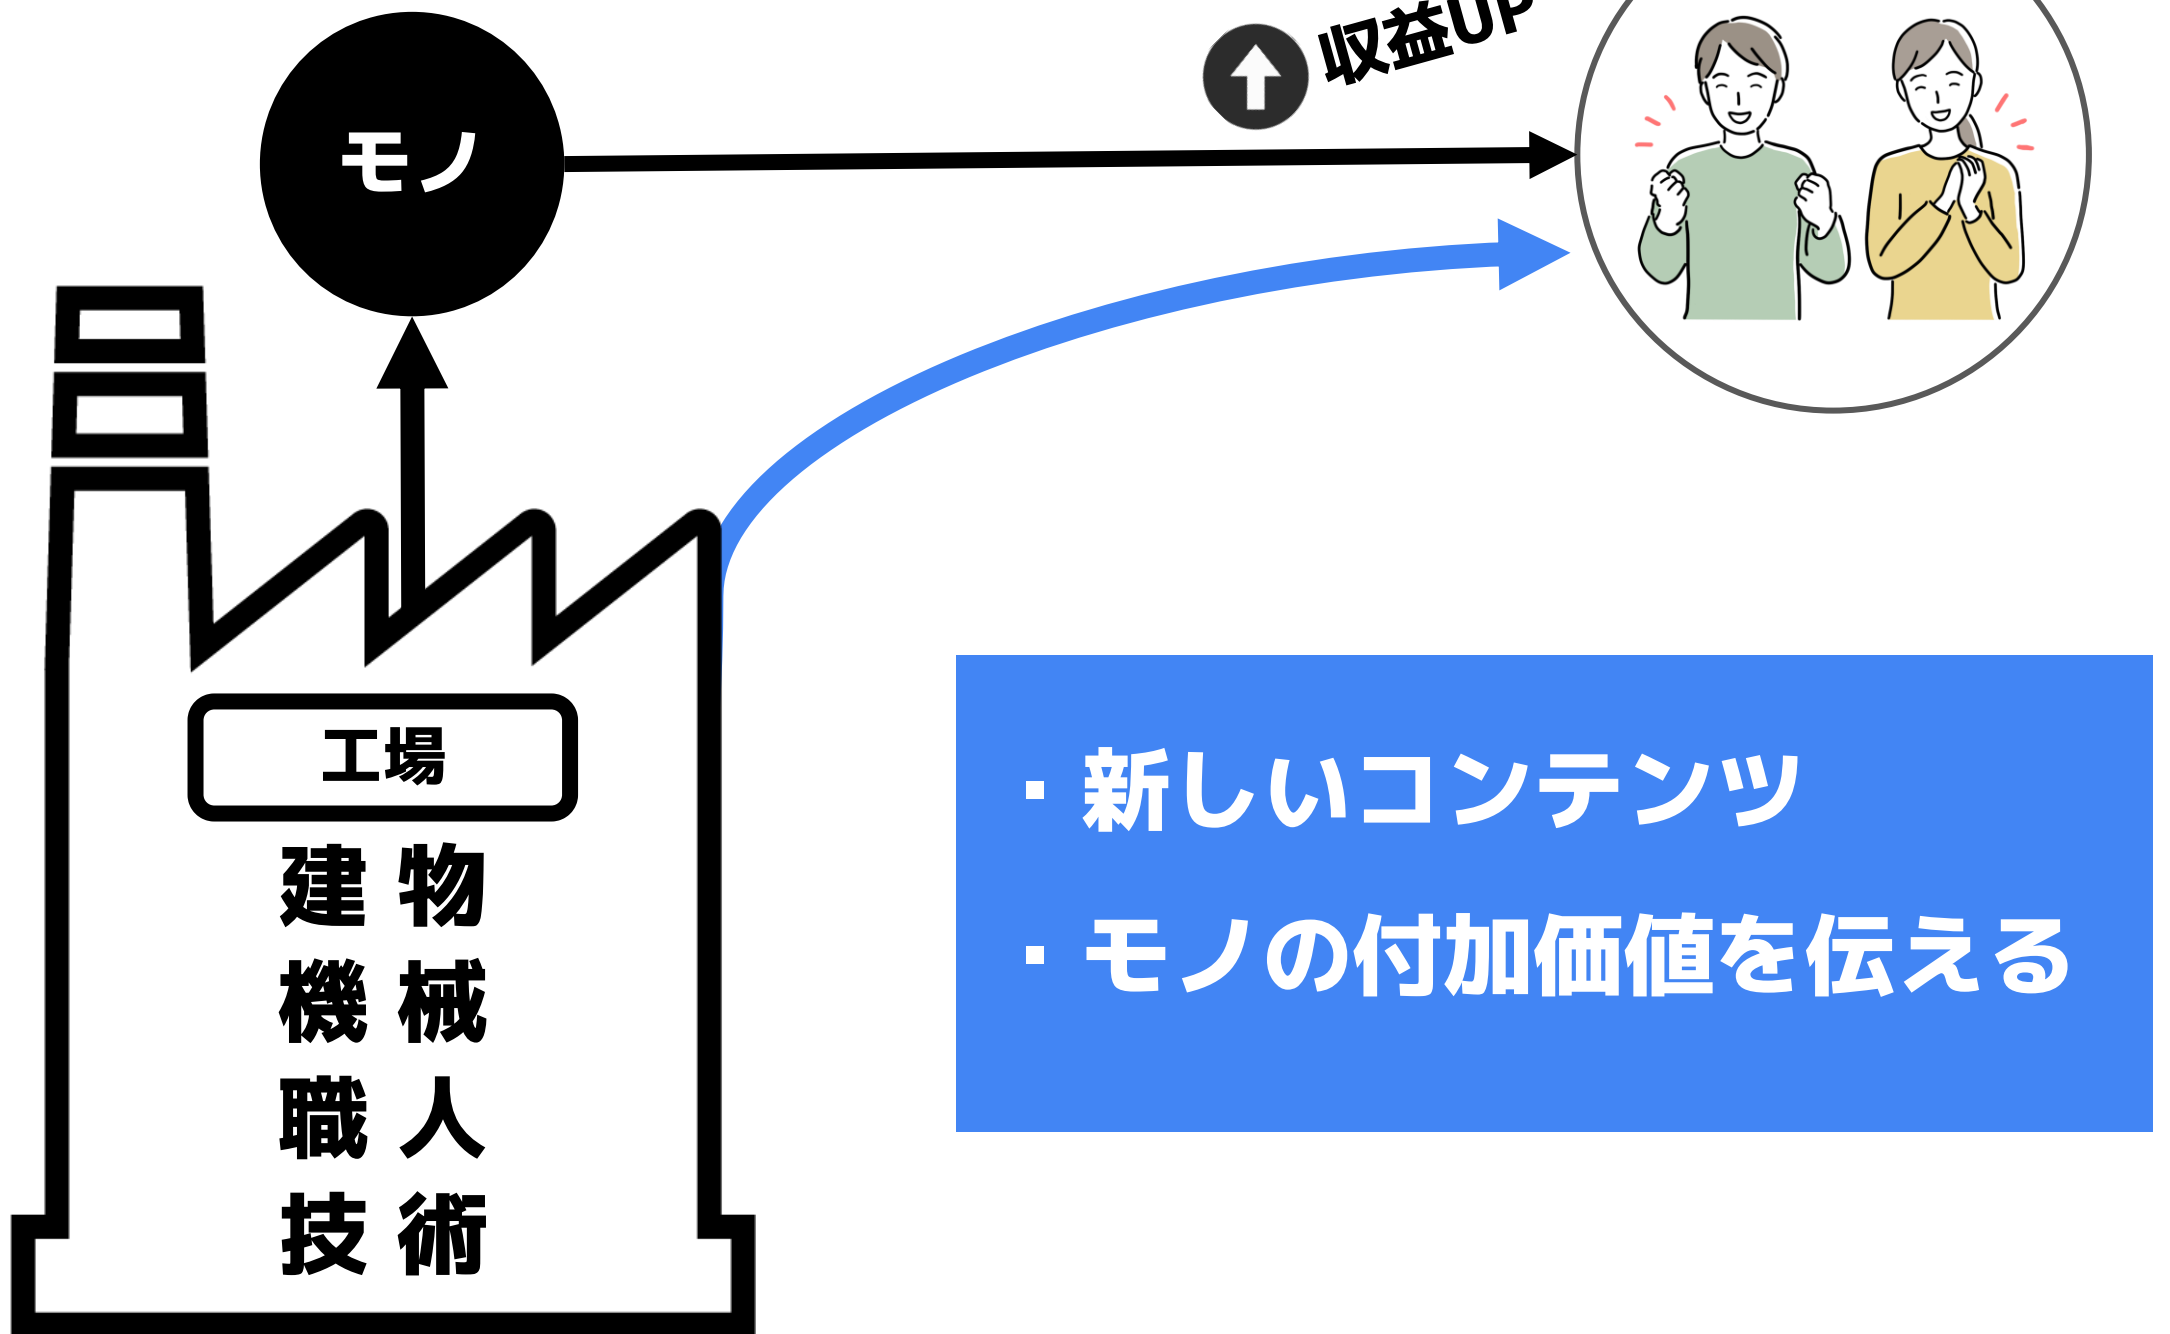 収益UP
モノ
工場
建物
機械
職人
技術
・新しいコンテンツ
・モノの付加価値を伝える